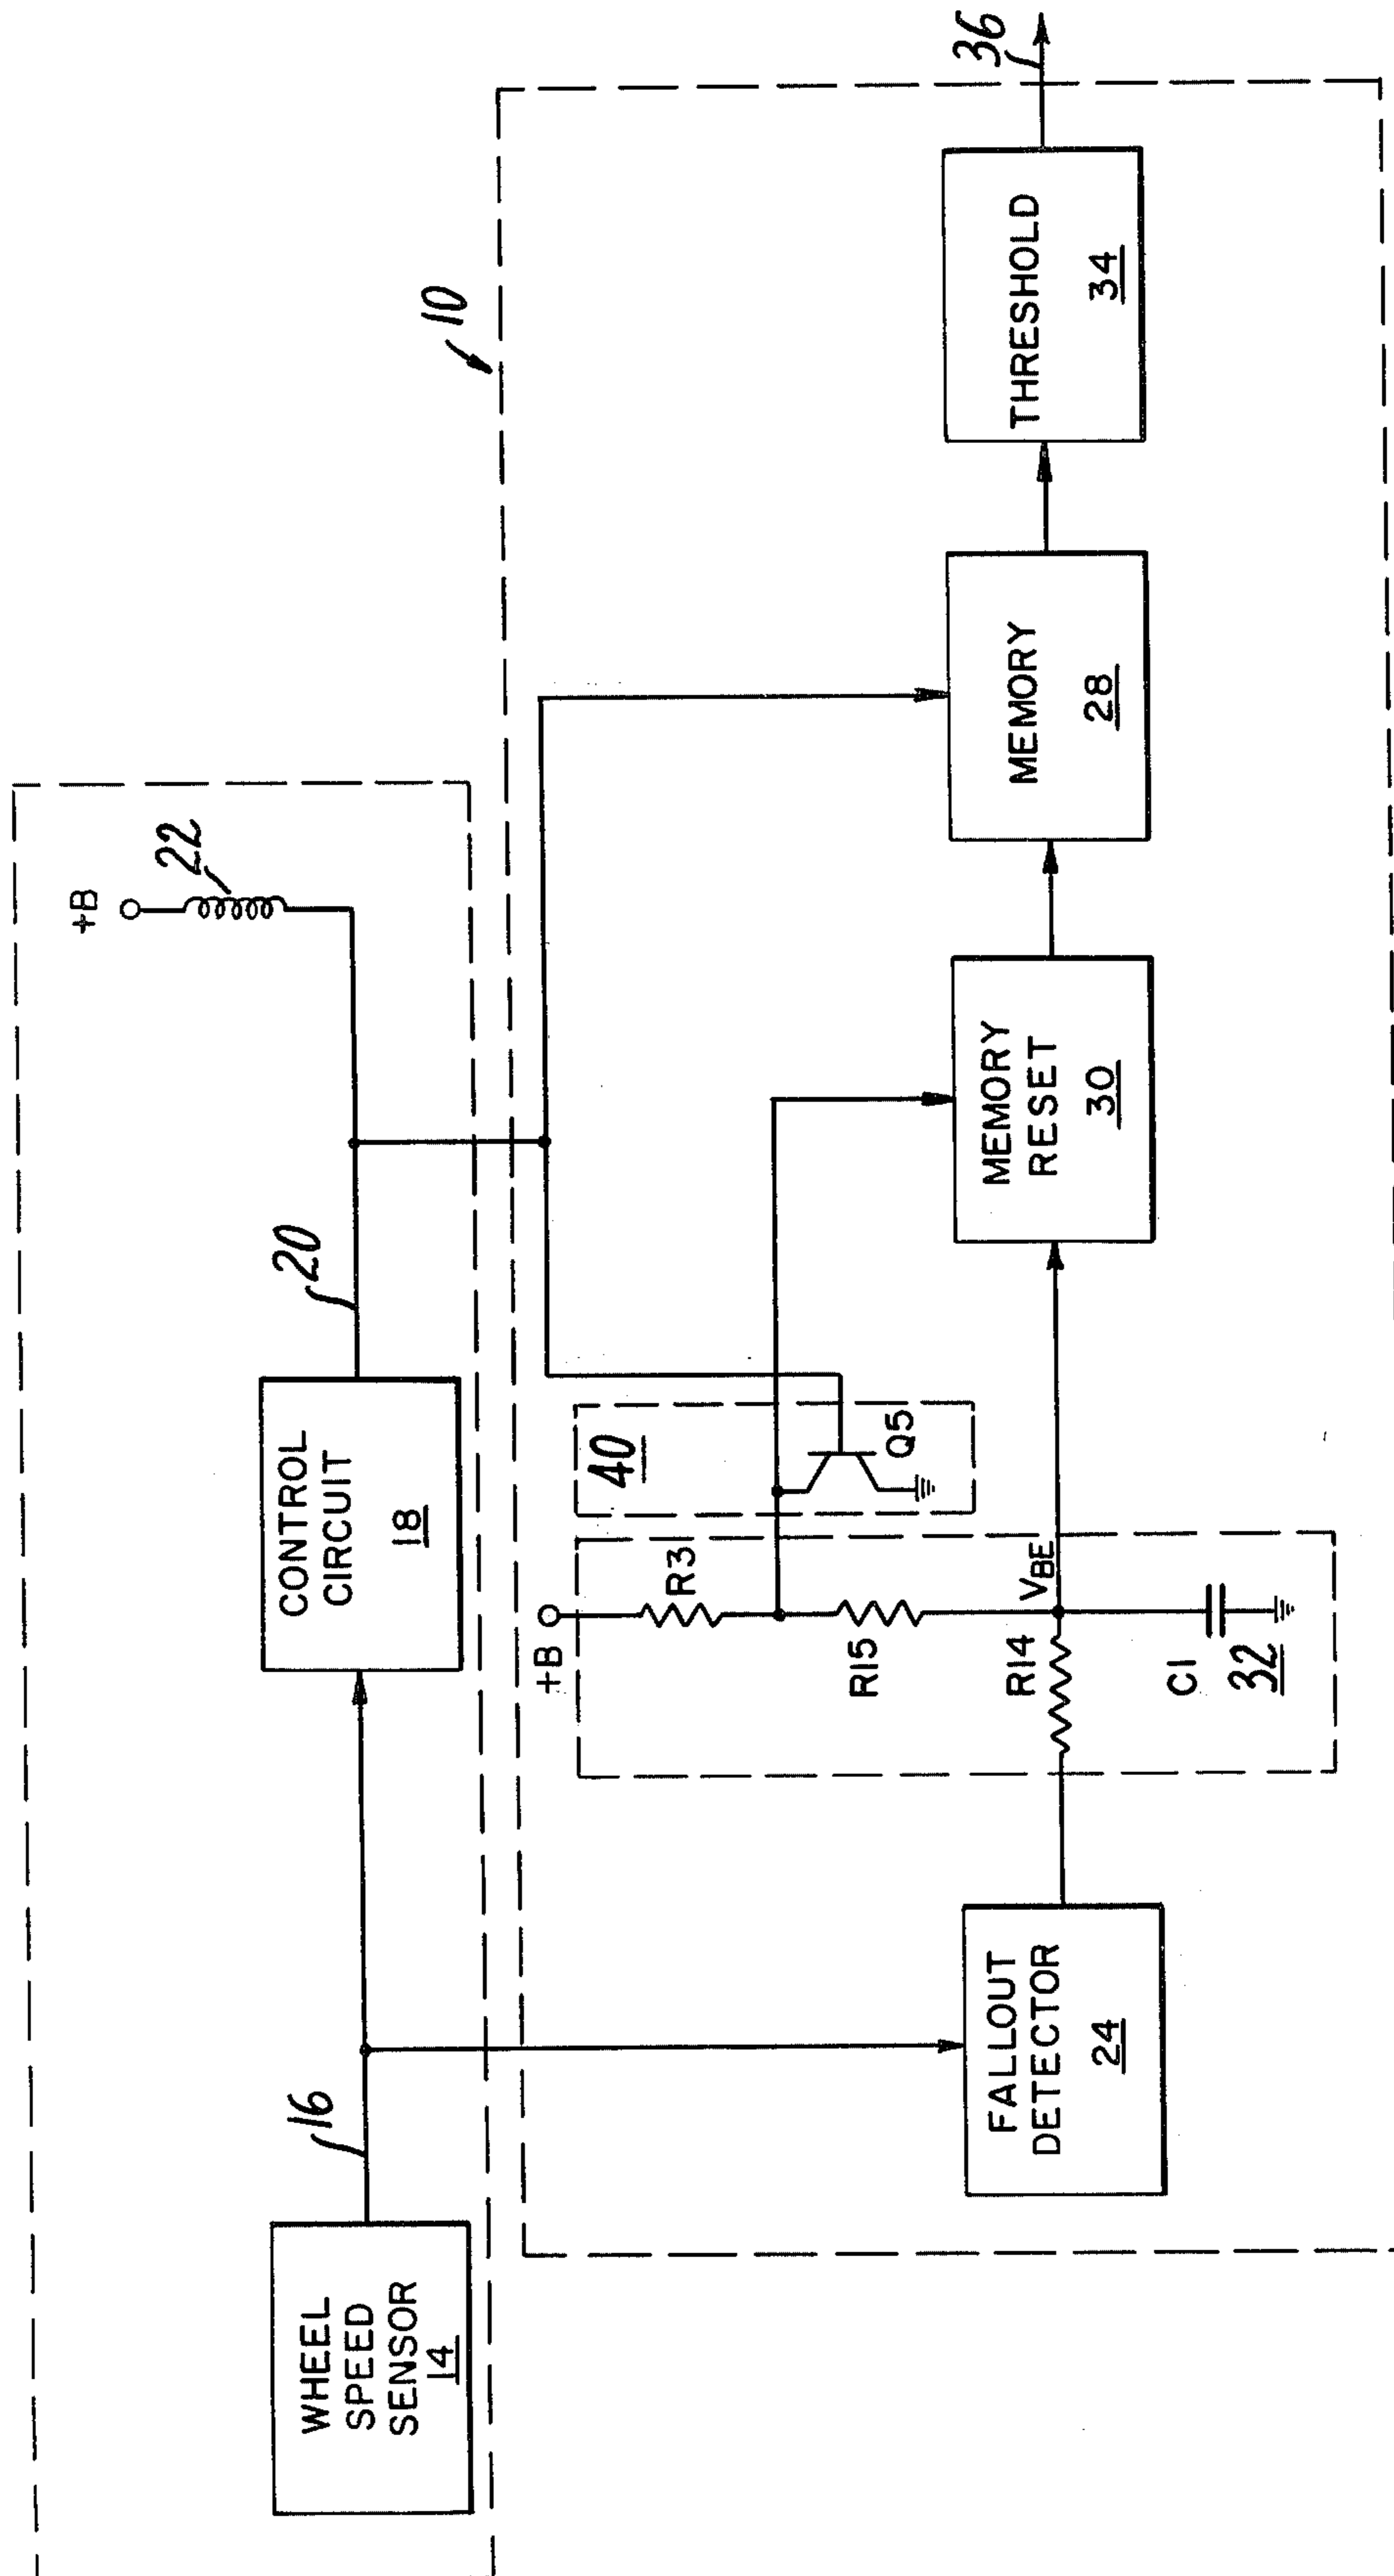 +B
22
20
CONTROL
CIRCUIT
18
16
WHEEL
SPEED
SENSOR
14
10
36
THRESHOLD
34
MEMORY
28
MEMORY
RESET
30
40
Q5
+B
R3
R15
VBE
R14
C1
32
FALLOUT
DETECTOR
24